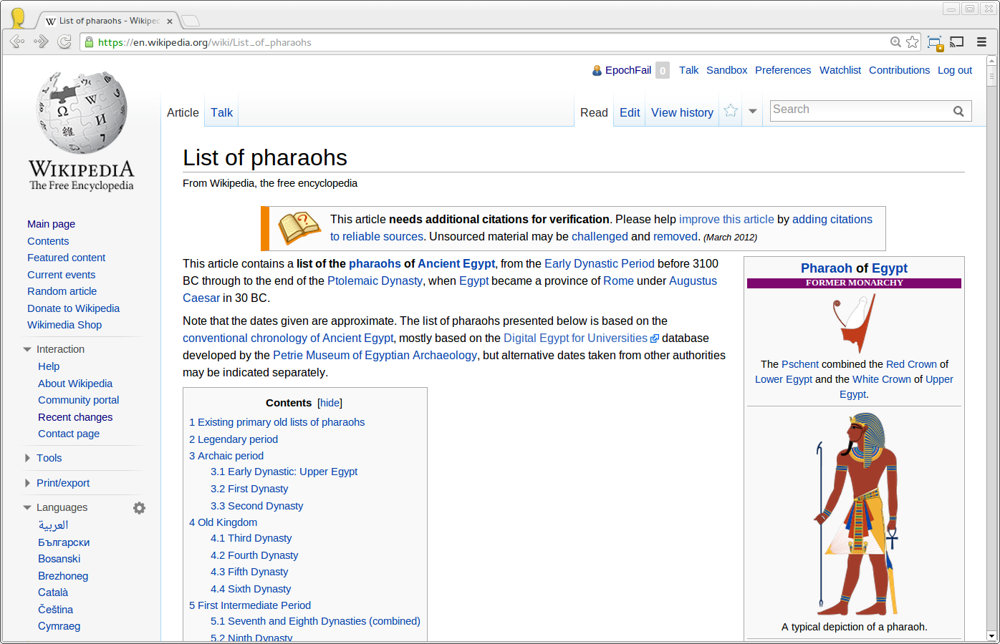 List of pharaohs - Wikiped
https://en.wikipedia.org/wiki/List_of_pharaohs
EpochFail 0 Talk Sandbox Preferences Watchlist Contributions Log out
Article Talk Read Edit View history Search
WIKIPEDIA
The Free Encyclopedia
Main page
Contents
Featured content
Current events
Random article
Donate to Wikipedia
Wikimedia Shop
Interaction
Help
About Wikipedia
Community portal
Recent changes
Contact page
Tools
Print/export
Languages
العربية
Български
Bosanski
Brezhoneg
Català
Čeština
Cymraeg
List of pharaohs
From Wikipedia, the free encyclopedia
This article needs additional citations for verification. Please help improve this article by adding citations
to reliable sources. Unsourced material may be challenged and removed. (March 2012)
This article contains a list of the pharaohs of Ancient Egypt, from the Early Dynastic Period before 3100
BC through to the end of the Ptolemaic Dynasty, when Egypt became a province of Rome under Augustus
Caesar in 30 BC.
Note that the dates given are approximate. The list of pharaohs presented below is based on the
conventional chronology of Ancient Egypt, mostly based on the Digital Egypt for Universities database
developed by the Petrie Museum of Egyptian Archaeology, but alternative dates taken from other authorities
may be indicated separately.
Contents [hide]
1 Existing primary old lists of pharaohs
2 Legendary period
3 Archaic period
3.1 Early Dynastic: Upper Egypt
3.2 First Dynasty
3.3 Second Dynasty
4 Old Kingdom
4.1 Third Dynasty
4.2 Fourth Dynasty
4.3 Fifth Dynasty
4.4 Sixth Dynasty
5 First Intermediate Period
5.1 Seventh and Eighth Dynasties (combined)
5.2 Ninth Dynasty
Pharaoh of Egypt
FORMER MONARCHY
The Pschent combined the Red Crown of
Lower Egypt and the White Crown of Upper
Egypt.
A typical depiction of a pharaoh.